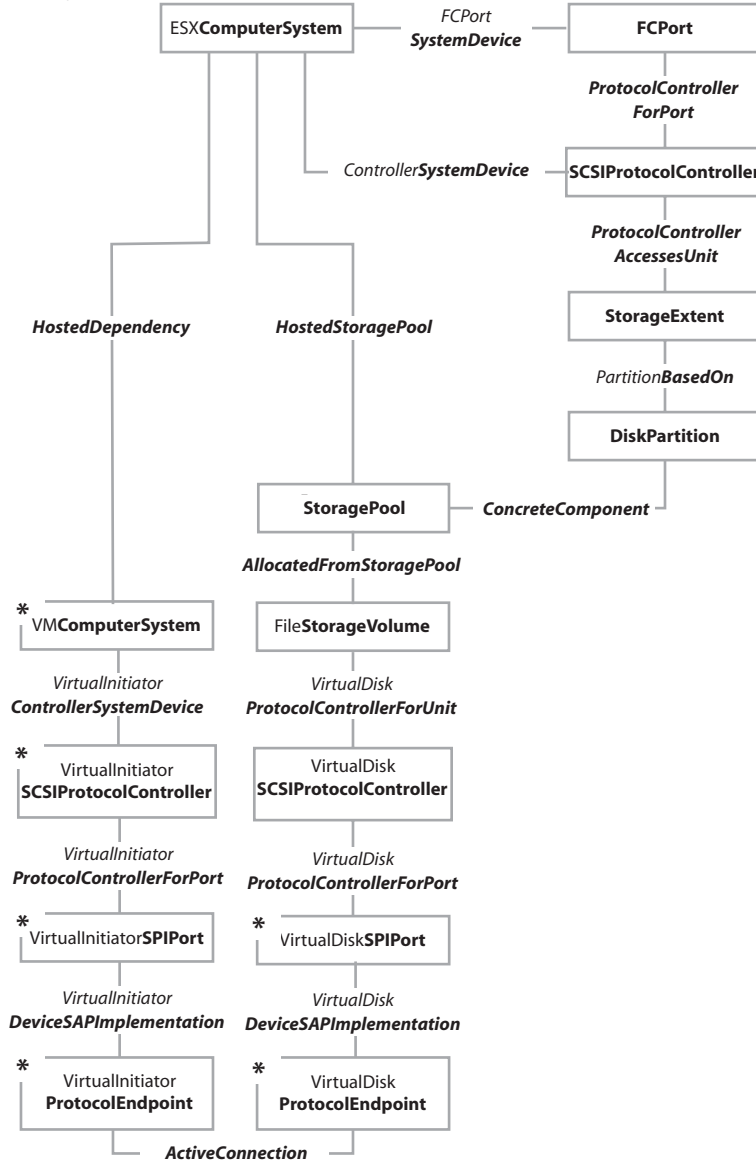 ESXComputerSystem
FCPort
SystemDevice
FCPort
ProtocolController
ForPort
ControllerSystemDevice
SCSIProtocolController
ProtocolController
AccessesUnit
HostedDependency
HostedStoragePool
StorageExtent
PartitionBasedOn
DiskPartition
StoragePool
ConcreteComponent
AllocatedFromStoragePool
*
VMComputerSystem
FileStorageVolume
VirtualInitiator
ControllerSystemDevice
VirtualDisk
ProtocolControllerForUnit
*
VirtualInitiator
SCSIProtocolController
VirtualDisk
SCSIProtocolController
VirtualInitiator
ProtocolControllerForPort
VirtualDisk
ProtocolControllerForPort
*
VirtualInitiatorSPIPort
*
VirtualDiskSPIPort
VirtualInitiator
DeviceSAPImplementation
VirtualDisk
DeviceSAPImplementation
*
VirtualInitiator
ProtocolEndpoint
*
VirtualDisk
ProtocolEndpoint
ActiveConnection